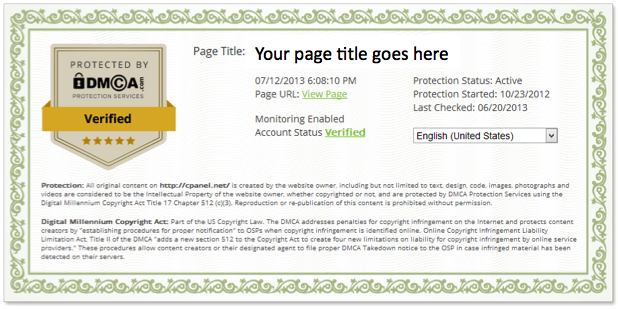 PROTECTED BY
DMCA.com
PROTECTION SERVICES
Verified
Page Title: Your page title goes here
07/12/2013 6:08:10 PM
Page URL: View Page
Monitoring Enabled
Account Status Verified
Protection Status: Active
Protection Started: 10/23/2012
Last Checked: 06/20/2013
English (United States)
Protection: All original content on http://cpanel.net/ is created by the website owner, including but not limited to text, design, code, images, photographs and
videos are considered to be the Intellectual Property of the website owner, whether copyrighted or not, and are protected by DMCA Protection Services using the
Digital Millennium Copyright Act Title 17 Chapter 512 (c)(3). Reproduction or re-publication of this content is prohibited without permission.
Digital Millennium Copyright Act: Part of the US Copyright Law. The DMCA addresses penalties for copyright infringement on the Internet and protects content
creators by "establishing procedures for proper notification" to OSPs when copyright infringement is identified online. Online Copyright Infringement Liability
Limitation Act, Title II of the DMCA "adds a new section 512 to the Copyright Act to create four new limitations on liability for copyright infringement by online service
providers." These procedures allow content creators or their designated agent to file proper DMCA Takedown notice to the OSP in case infringed material has been
detected on their servers.